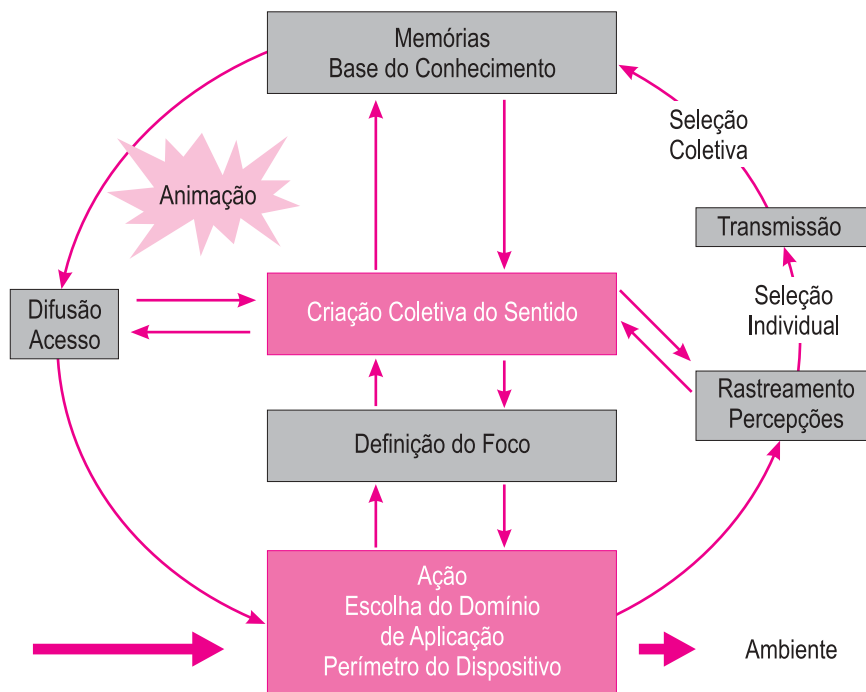 Memórias
Base do Conhecimento
Seleção
Coletiva
Animação
Transmissão
Difusão
Acesso
Criação Coletiva do Sentido
Seleção
Individual
Rastreamento
Percepções
Definição do Foco
Ação
Escolha do Domínio
de Aplicação
Perímetro do Dispositivo
Ambiente